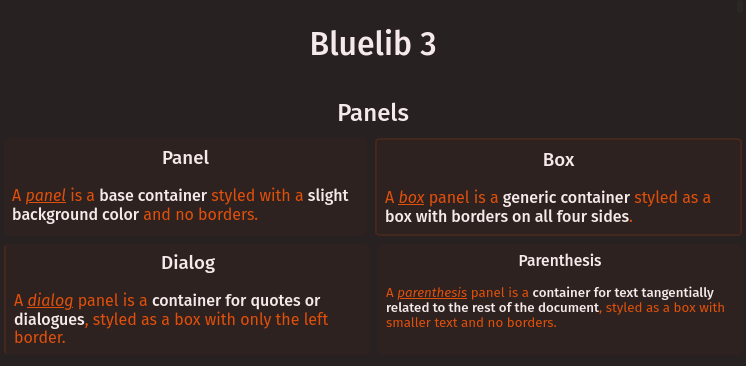 Bluelib 3
Panels
Panel
A panel is a base container styled with a slight
background color and no borders.
Box
A box panel is a generic container styled as a
box with borders on all four sides.
Dialog
A dialog panel is a container for quotes or
dialogues, styled as a box with only the left
border.
Parenthesis
A parenthesis panel is a container for text tangentially
related to the rest of the document, styled as a box with
smaller text and no borders.